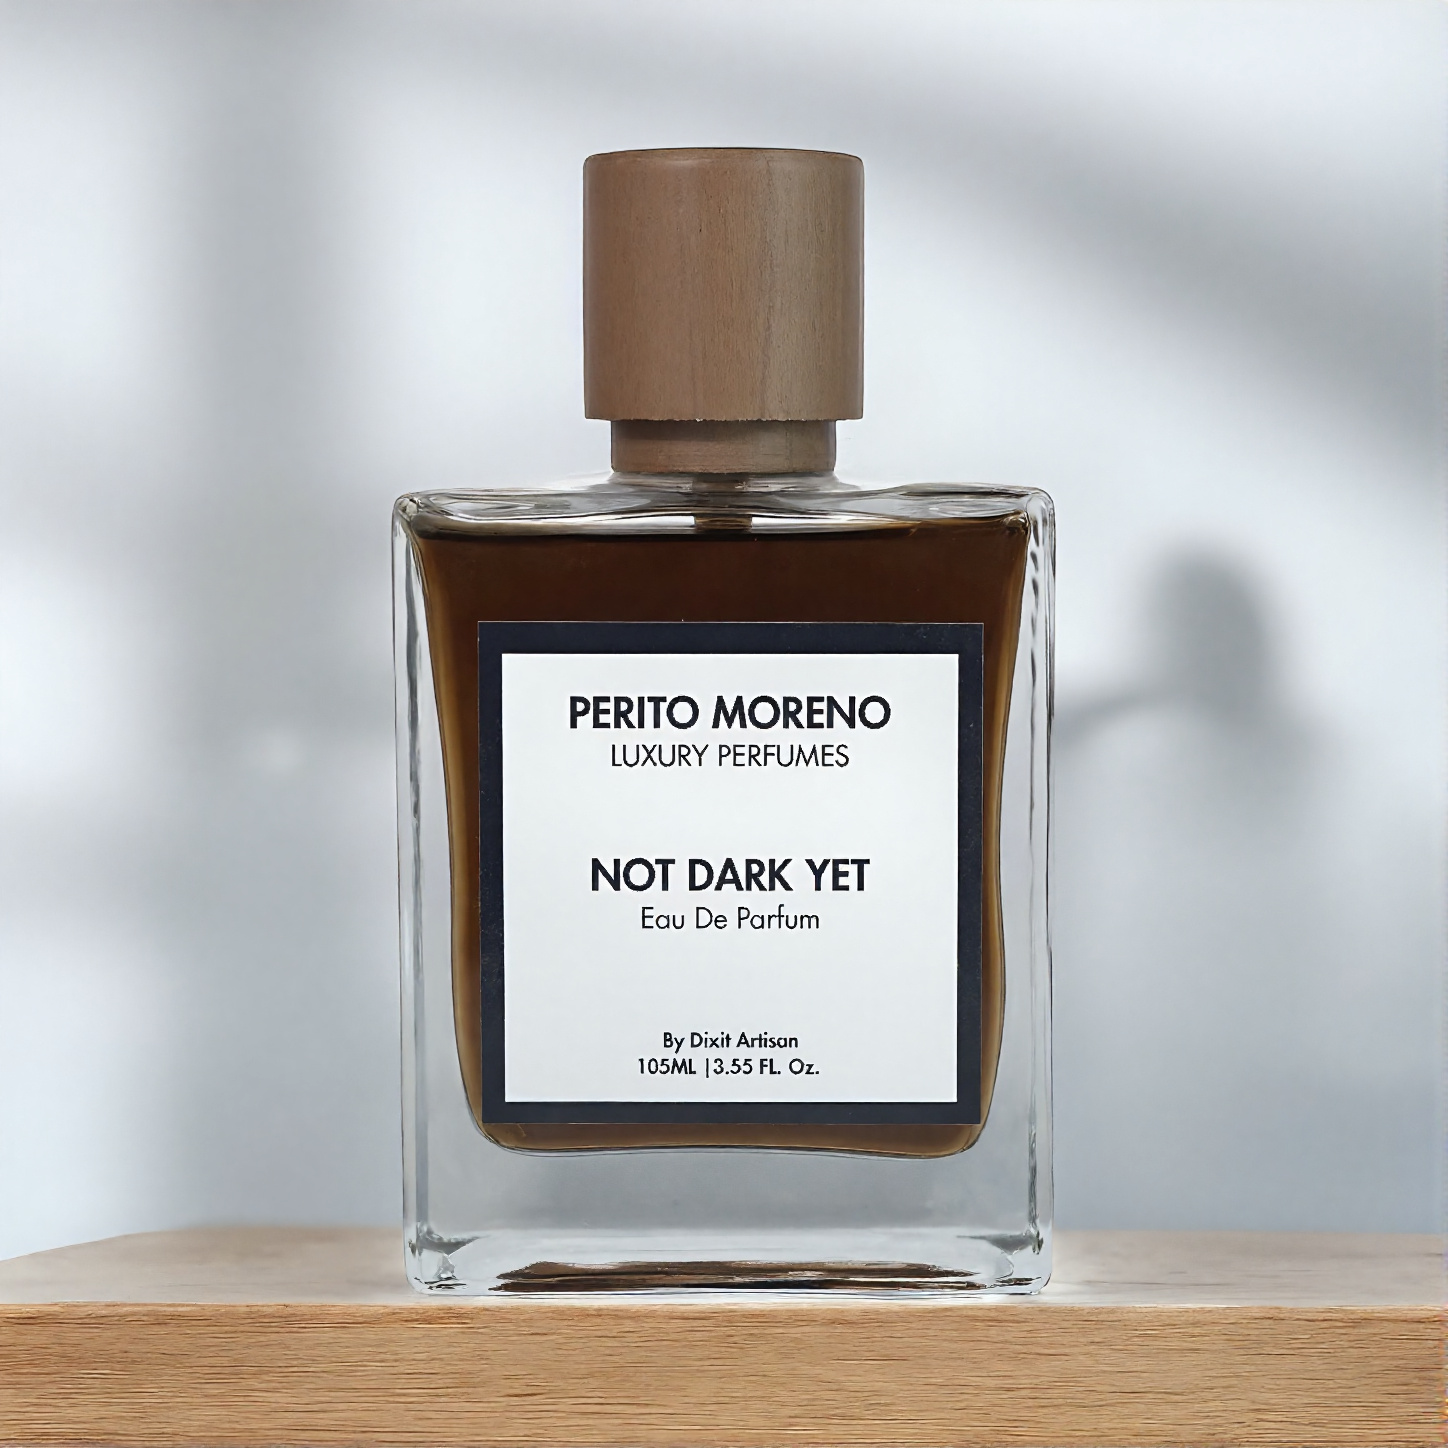 PERITO MORENO
LUXURY PERFUMES
NOT DARK YET
Eau De Parfum
By Dixit Artisan
105ML |3.55 FL. Oz.